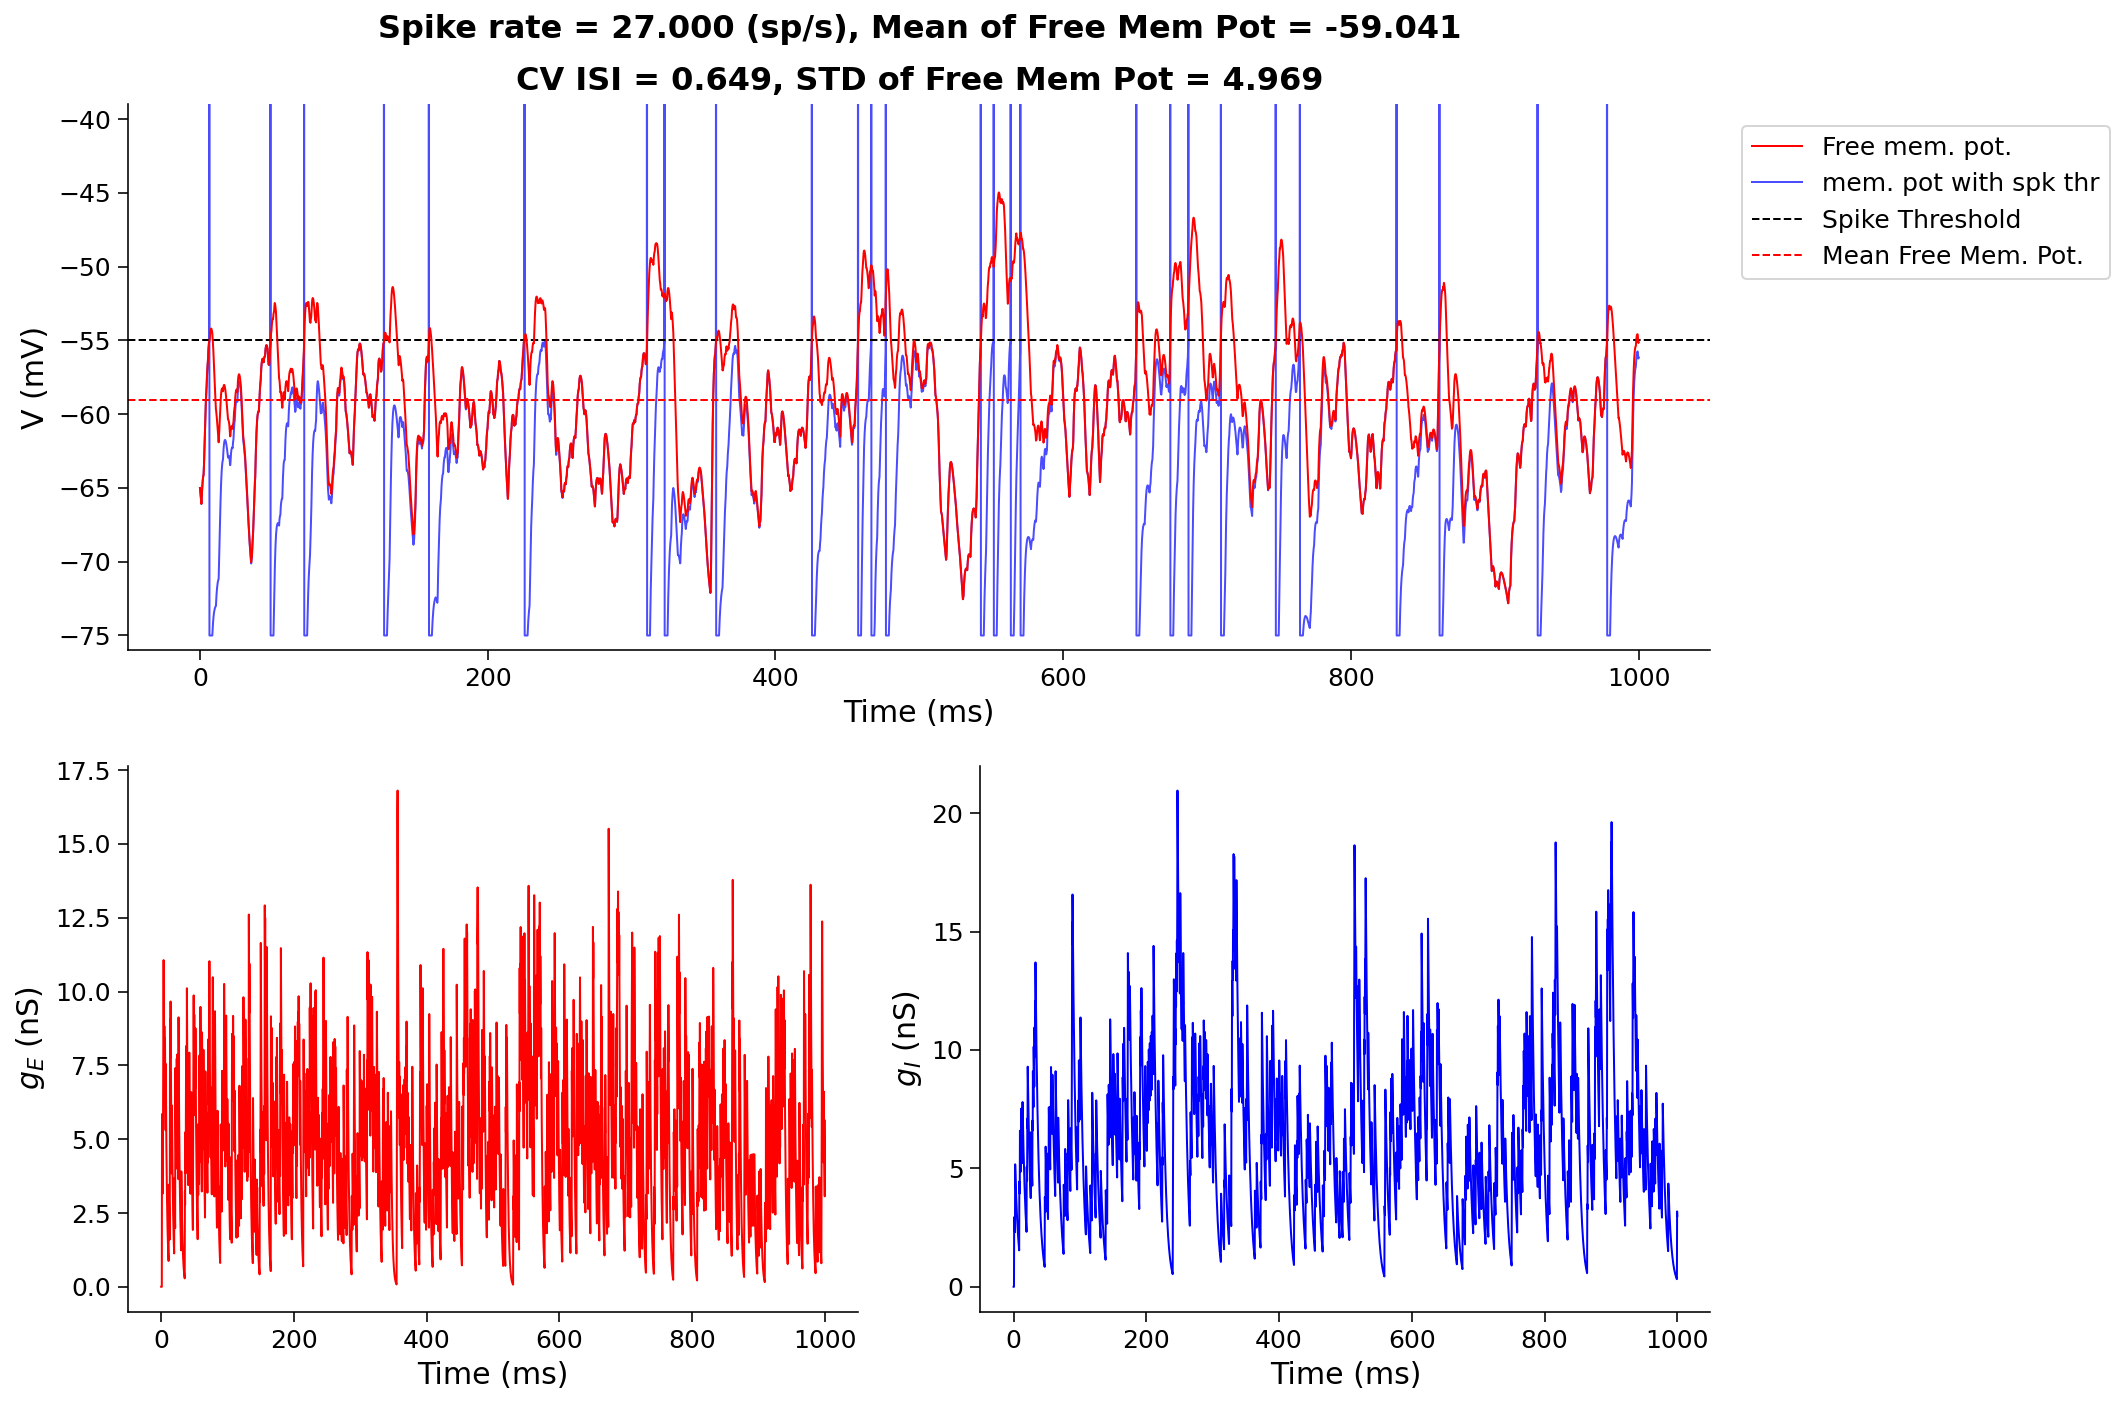 Spike rate = 27.000 (sp/s), Mean of Free Mem Pot = -59.041
CV ISI = 0.649, STD of Free Mem Pot = 4.969
−40
−45
−50
−55
−60
−65
−70
−75
V (mV)
0 200 400 600 800 1000
Time (ms)
Free mem. pot.
mem. pot with spk thr
Spike Threshold
Mean Free Mem. Pot.
17.5
15.0
12.5
10.0
7.5
5.0
2.5
0.0
g_E (nS)
0 200 400 600 800 1000
Time (ms)
20
15
10
5
0
g_I (nS)
0 200 400 600 800 1000
Time (ms)